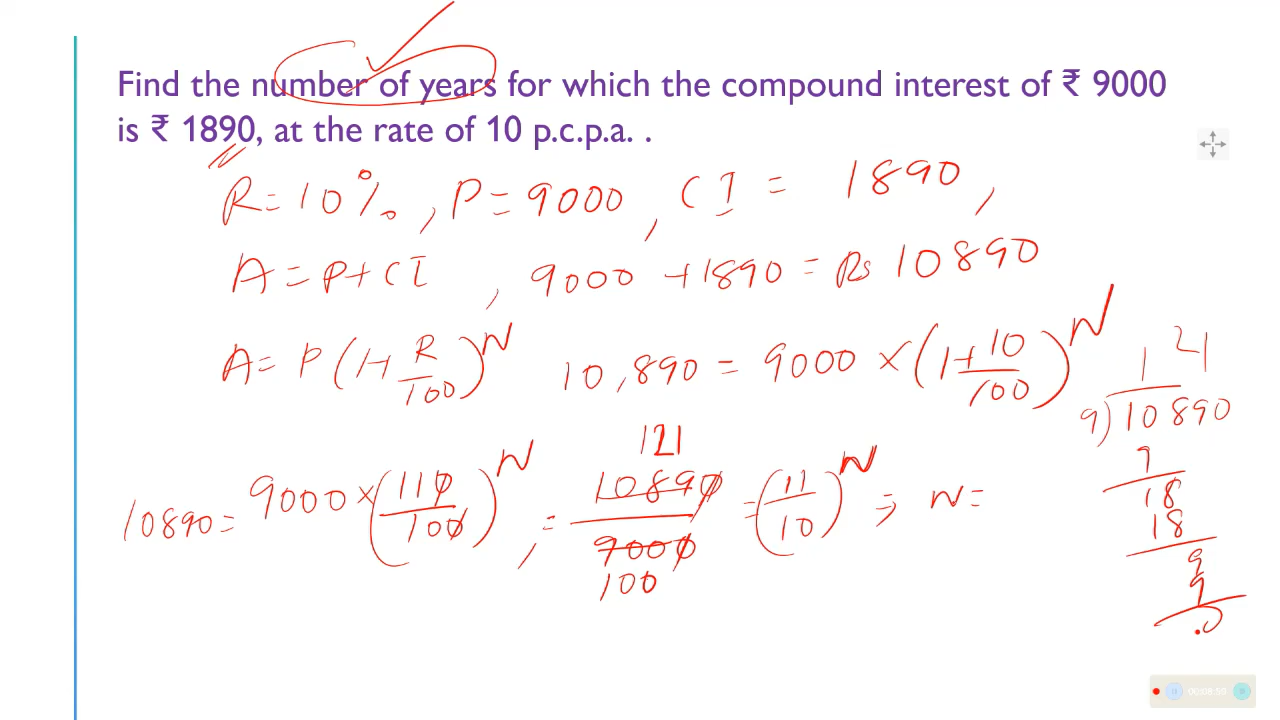 Find the number of years for which the compound interest of ₹ 9000
is ₹ 1890, at the rate of 10 p.c.p.a. .
R = 10%, P = 9000, CI = 1890,
A = P + CI, 9000 + 1890 = Rs 10890
A = P (1 + R/100)^N 10,890 = 9000 × (1 + 10/100)^N
121
9) 10890
9
18
18
9
9
0
10890 = 9000 × (110/100)^N, = 121 10890/9000 100 = (11/10)^N ⇒ N =